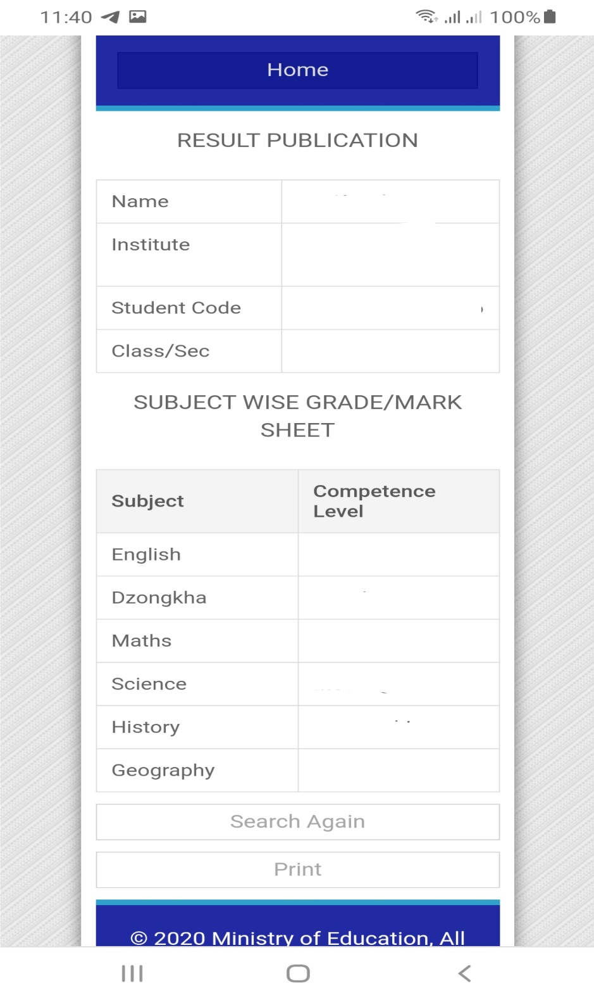 11:40
100%
Home
RESULT PUBLICATION
Name
Institute
Student Code
Class/Sec
SUBJECT WISE GRADE/MARK
SHEET
Subject
Competence
Level
English
Dzongkha
Maths
Science
History
Geography
Search Again
Print
© 2020 Ministry of Education, All